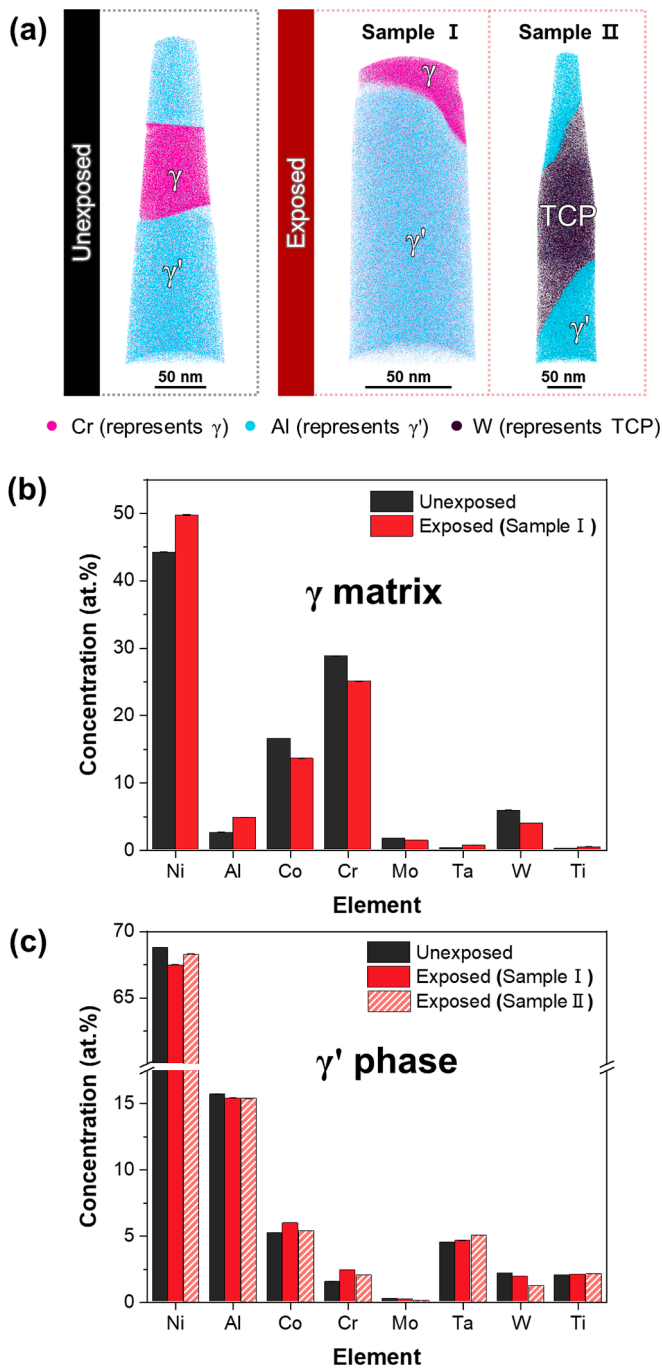 (a)
Unexposed
γ
γ'
50 nm
Exposed
Sample Ⅰ
γ
γ'
50 nm
Sample Ⅱ
TCP
γ'
50 nm
Cr (represents γ)
Al (represents γ')
W (represents TCP)
(b)
Concentration (at.%)
50
40
30
20
10
0
Unexposed
Exposed (Sample Ⅰ)
γ matrix
Ni Al Co Cr Mo Ta W Ti
Element
(c)
Concentration (at.%)
70
65
15
10
5
0
Unexposed
Exposed (Sample Ⅰ)
Exposed (Sample Ⅱ)
γ' phase
Ni Al Co Cr Mo Ta W Ti
Element